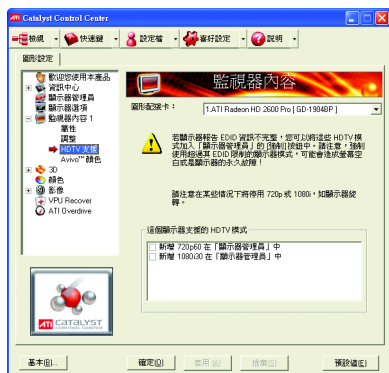 ATI Catalyst Control Center
檢視
快速鍵
設定檔
喜好設定
說明
圖形設定
歡迎您使用本產品
資訊中心
顯示器管理員
顯示器選項
監視器內容 1
屬性
調整
HDTV 支援
Avivo™ 顏色
3D
顏色
影像
VPU Recover
ATI Overdrive
監視器內容
圖形配接卡：
1.ATI Radeon HD 2600 Pro [ GD-1904BP ]
若顯示器報告 EDID 資訊不完整，您可以將這些 HDTV 模
式加入「顯示器管理員」的 [強制]按鈕中。請注意，強制
使用超過其 EDID 限制的顯示器模式，可能會造成螢幕空
白或是顯示器的永久故障！
請注意在某些情況下將停用 720p 或 1080i，如顯示器旋
轉。
這個顯示器支援的 HDTV 模式
新增 720p60 在「顯示器管理員」中
新增 1080i30 在「顯示器管理員」中
ATI CATALYST
CONTROL CENTER
基本(B)...
確定(O)
套用(A)
捨棄(S)
預設值(E)